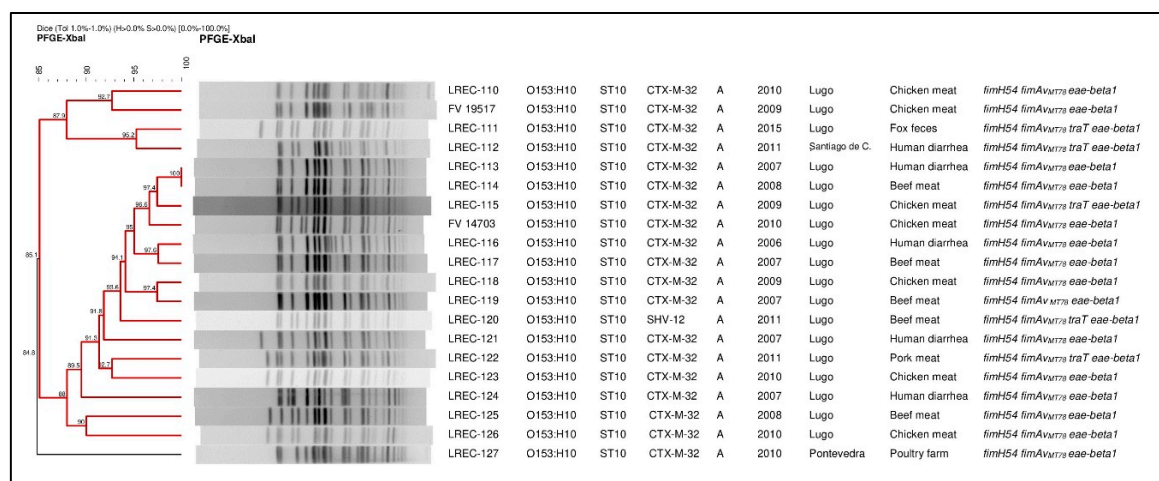 Dice (Tol 1.0%-1.0%) (H>0.0% S>0.0%) [0.0%-100.0%]
PFGE-XbaI PFGE-XbaI
85 90 95 100
LREC-110 O153:H10 ST10 CTX-M-32 A 2010 Lugo Chicken meat fimH54 fimAvMT78 eae-beta1
92.7
FV 19517 O153:H10 ST10 CTX-M-32 A 2009 Lugo Chicken meat fimH54 fimAvMT78 eae-beta1
87.9
LREC-111 O153:H10 ST10 CTX-M-32 A 2015 Lugo Fox feces fimH54 fimAvMT78 traT eae-beta1
95.2
LREC-112 O153:H10 ST10 CTX-M-32 A 2011 Santiago de C. Human diarrhea fimH54 fimAvMT78 traT eae-beta1
LREC-113 O153:H10 ST10 CTX-M-32 A 2007 Lugo Human diarrhea fimH54 fimAvMT78 eae-beta1
100
LREC-114 O153:H10 ST10 CTX-M-32 A 2008 Lugo Beef meat fimH54 fimAvMT78 eae-beta1
97.4
LREC-115 O153:H10 ST10 CTX-M-32 A 2009 Lugo Chicken meat fimH54 fimAvMT78 traT eae-beta1
FV 14703 O153:H10 ST10 CTX-M-32 A 2010 Lugo Chicken meat fimH54 fimAvMT78 eae-beta1
LREC-116 O153:H10 ST10 CTX-M-32 A 2006 Lugo Human diarrhea fimH54 fimAvMT78 eae-beta1
85.1
LREC-117 O153:H10 ST10 CTX-M-32 A 2007 Lugo Beef meat fimH54 fimAvMT78 eae-beta1
94.1
LREC-118 O153:H10 ST10 CTX-M-32 A 2009 Lugo Chicken meat fimH54 fimAvMT78 eae-beta1
93.6 97.4
LREC-119 O153:H10 ST10 CTX-M-32 A 2007 Lugo Beef meat fimH54 fimAvMT78 eae-beta1
91.8
LREC-120 O153:H10 ST10 SHV-12 A 2011 Lugo Beef meat fimH54 fimAvMT78 traT eae-beta1
LREC-121 O153:H10 ST10 CTX-M-32 A 2007 Lugo Human diarrhea fimH54 fimAvMT78 eae-beta1
91.3
84.8
LREC-122 O153:H10 ST10 CTX-M-32 A 2011 Lugo Pork meat fimH54 fimAvMT78 traT eae-beta1
89.5 92.7
LREC-123 O153:H10 ST10 CTX-M-32 A 2010 Lugo Chicken meat fimH54 fimAvMT78 eae-beta1
88
LREC-124 O153:H10 ST10 CTX-M-32 A 2007 Lugo Human diarrhea fimH54 fimAvMT78 eae-beta1
LREC-125 O153:H10 ST10 CTX-M-32 A 2008 Lugo Beef meat fimH54 fimAvMT78 eae-beta1
90
LREC-126 O153:H10 ST10 CTX-M-32 A 2010 Lugo Chicken meat fimH54 fimAvMT78 eae-beta1
LREC-127 O153:H10 ST10 CTX-M-32 A 2010 Pontevedra Poultry farm fimH54 fimAvMT78 eae-beta1